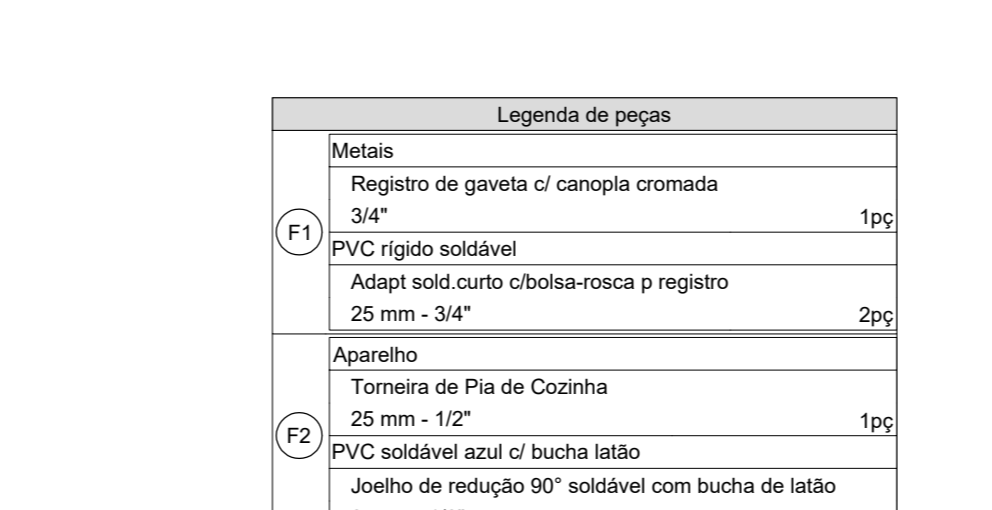 Legenda de peças
Metais
Registro de gaveta c/ canopla cromada
3/4" 1pç
F1
PVC rígido soldável
Adapt sold.curto c/bolsa-rosca p registro
25 mm - 3/4" 2pç
Aparelho
Torneira de Pia de Cozinha
25 mm - 1/2" 1pç
F2
PVC soldável azul c/ bucha latão
Joelho de redução 90° soldável com bucha de latão